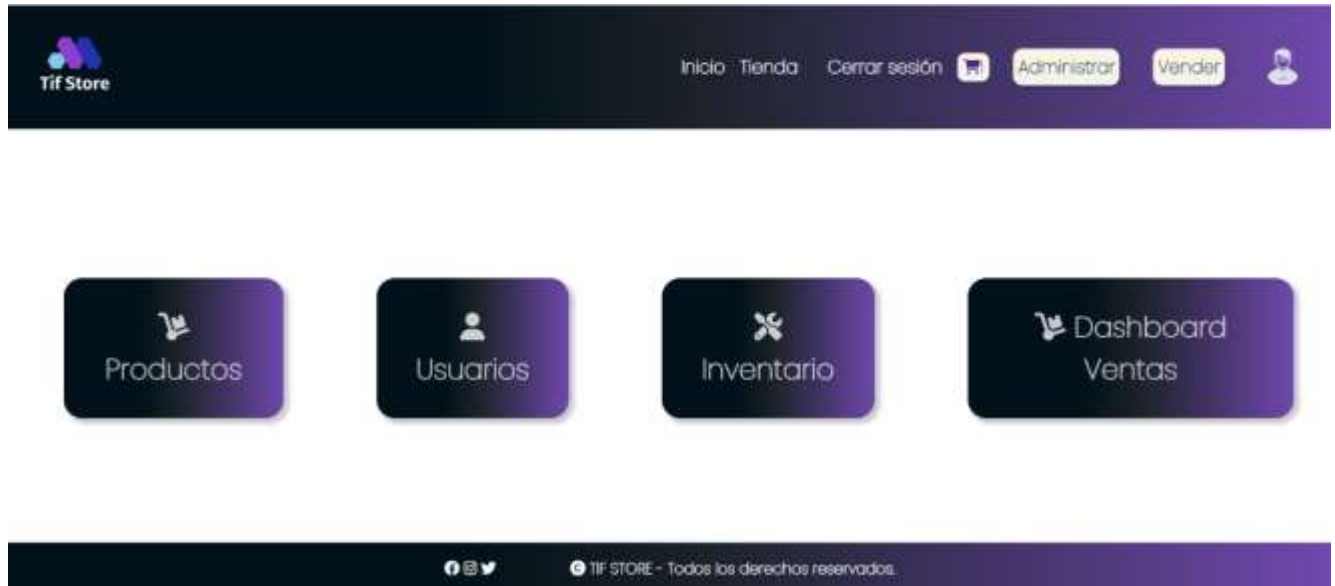 Tif Store
Inicio Tienda Cerrar sesión Administrar Vender
Productos
Usuarios
Inventario
Dashboard
Ventas
TIF STORE - Todos los derechos reservados.